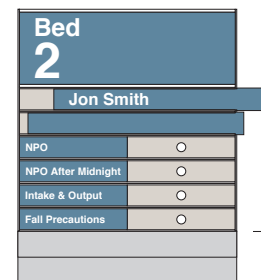 Bed
2
Jon Smith
NPO
NPO After Midnight
Intake & Output
Fall Precautions